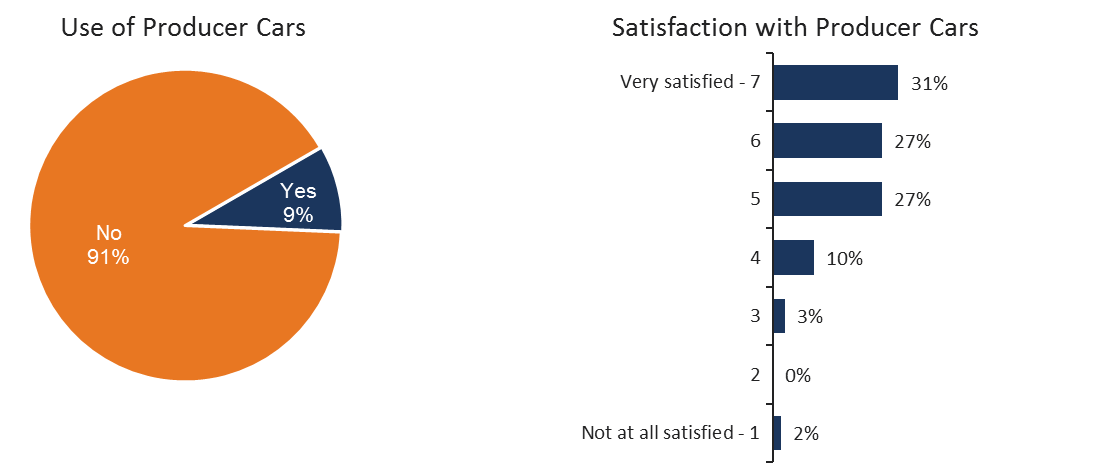 Use of Producer Cars
Yes
9%
No
91%
Satisfaction with Producer Cars
Very satisfied - 7
31%
6
27%
5
27%
4
10%
3
3%
2
0%
Not at all satisfied - 1
2%